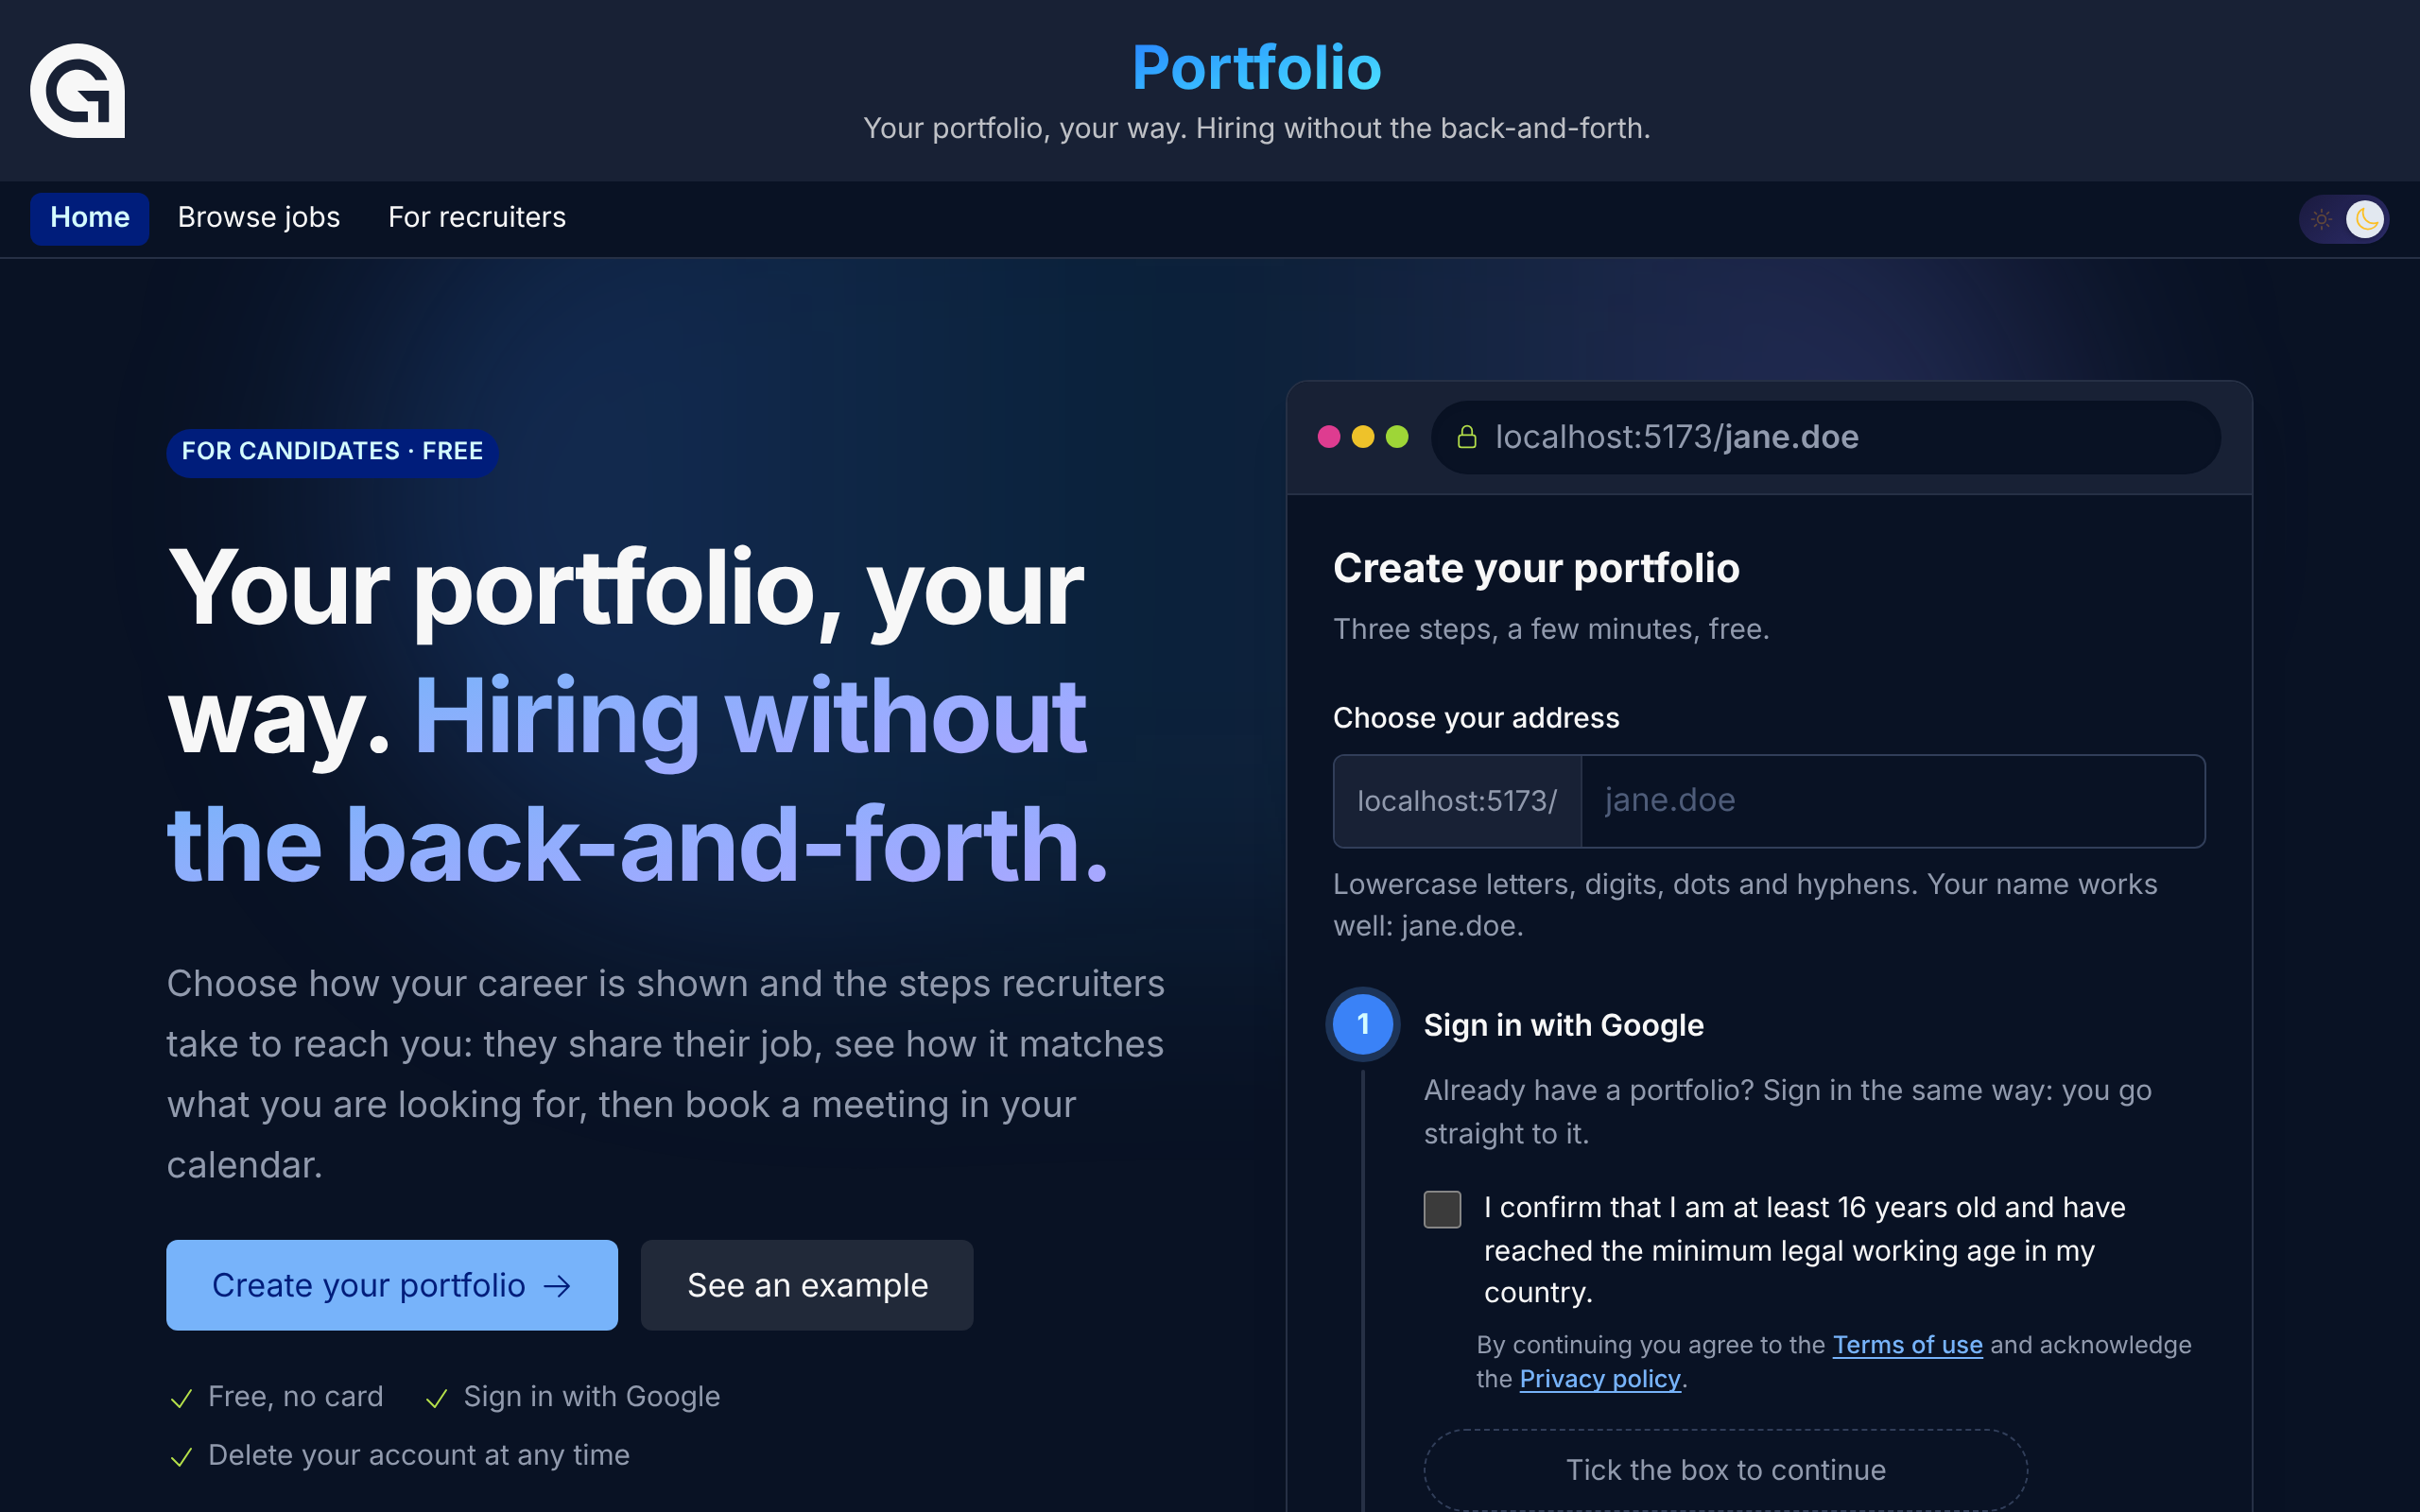 Portfolio
Your portfolio, your way. Hiring without the back-and-forth.
Home
Browse jobs
For recruiters
FOR CANDIDATES · FREE
Your portfolio, your
way. Hiring without
the back-and-forth.
Choose how your career is shown and the steps recruiters
take to reach you: they share their job, see how it matches
what you are looking for, then book a meeting in your
calendar.
Create your portfolio →
See an example
Free, no card
Sign in with Google
Delete your account at any time
localhost:5173/jane.doe
Create your portfolio
Three steps, a few minutes, free.
Choose your address
localhost:5173/ jane.doe
Lowercase letters, digits, dots and hyphens. Your name works
well: jane.doe.
1 Sign in with Google
Already have a portfolio? Sign in the same way: you go
straight to it.
I confirm that I am at least 16 years old and have
reached the minimum legal working age in my
country.
By continuing you agree to the Terms of use and acknowledge
the Privacy policy.
Tick the box to continue